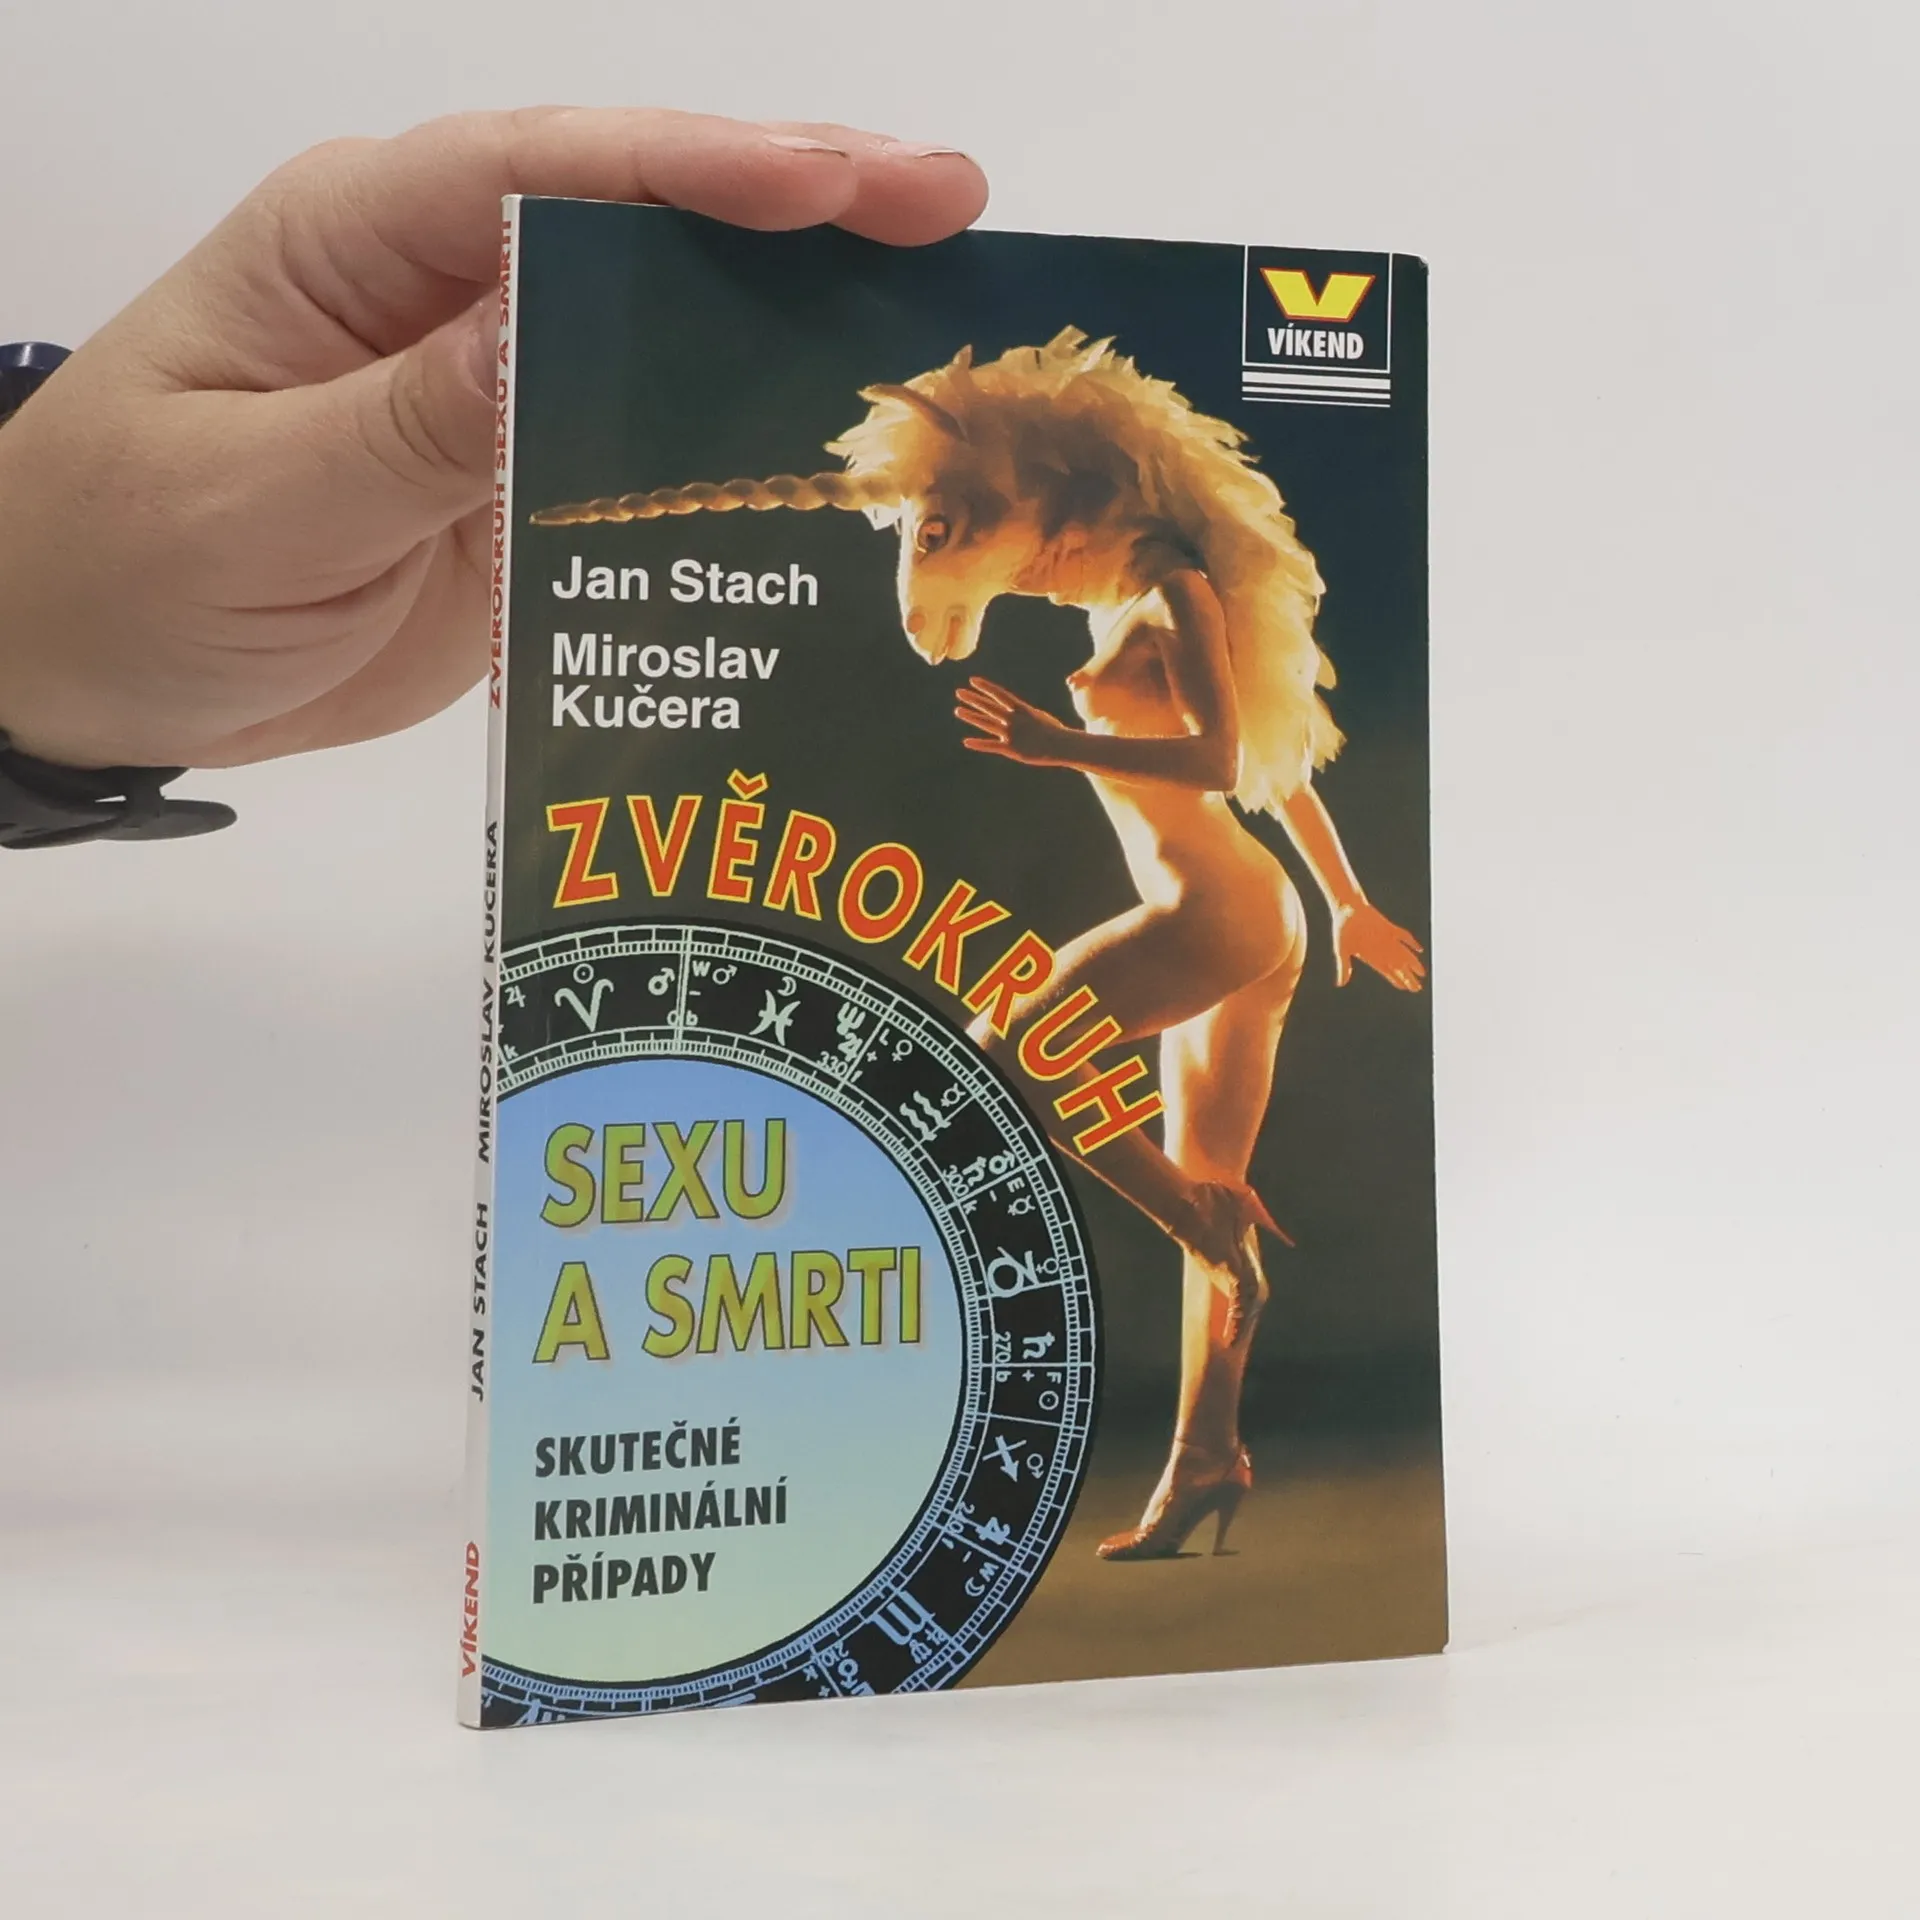 VÍKEND
Jan Stach
Miroslav
Kučera
ZVĚROKRUH
SEXU
A SMRTI
SKUTEČNÉ
KRIMINÁLNÍ
PŘÍPADY
VÍKEND JAN STACH MIROSLAV KUČERA ZVĚROKRUH SEXU A SMRTI